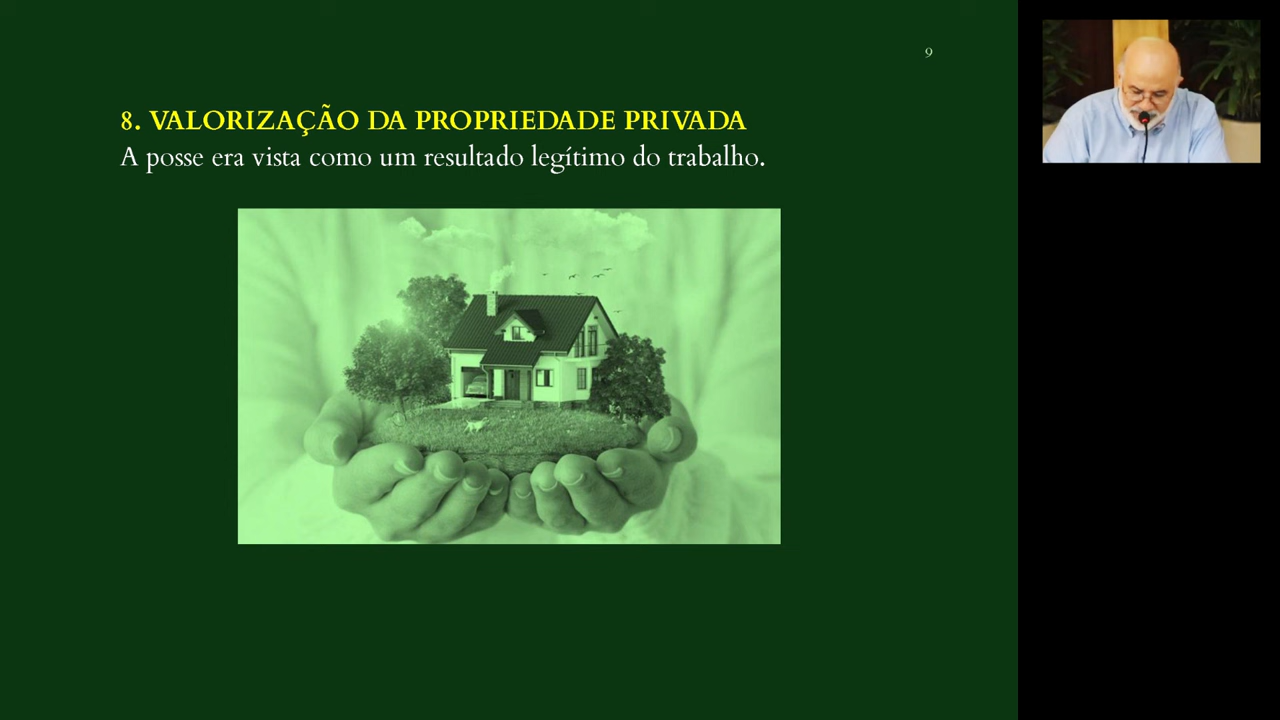 9
8. VALORIZAÇÃO DA PROPRIEDADE PRIVADA
A posse era vista como um resultado legítimo do trabalho.